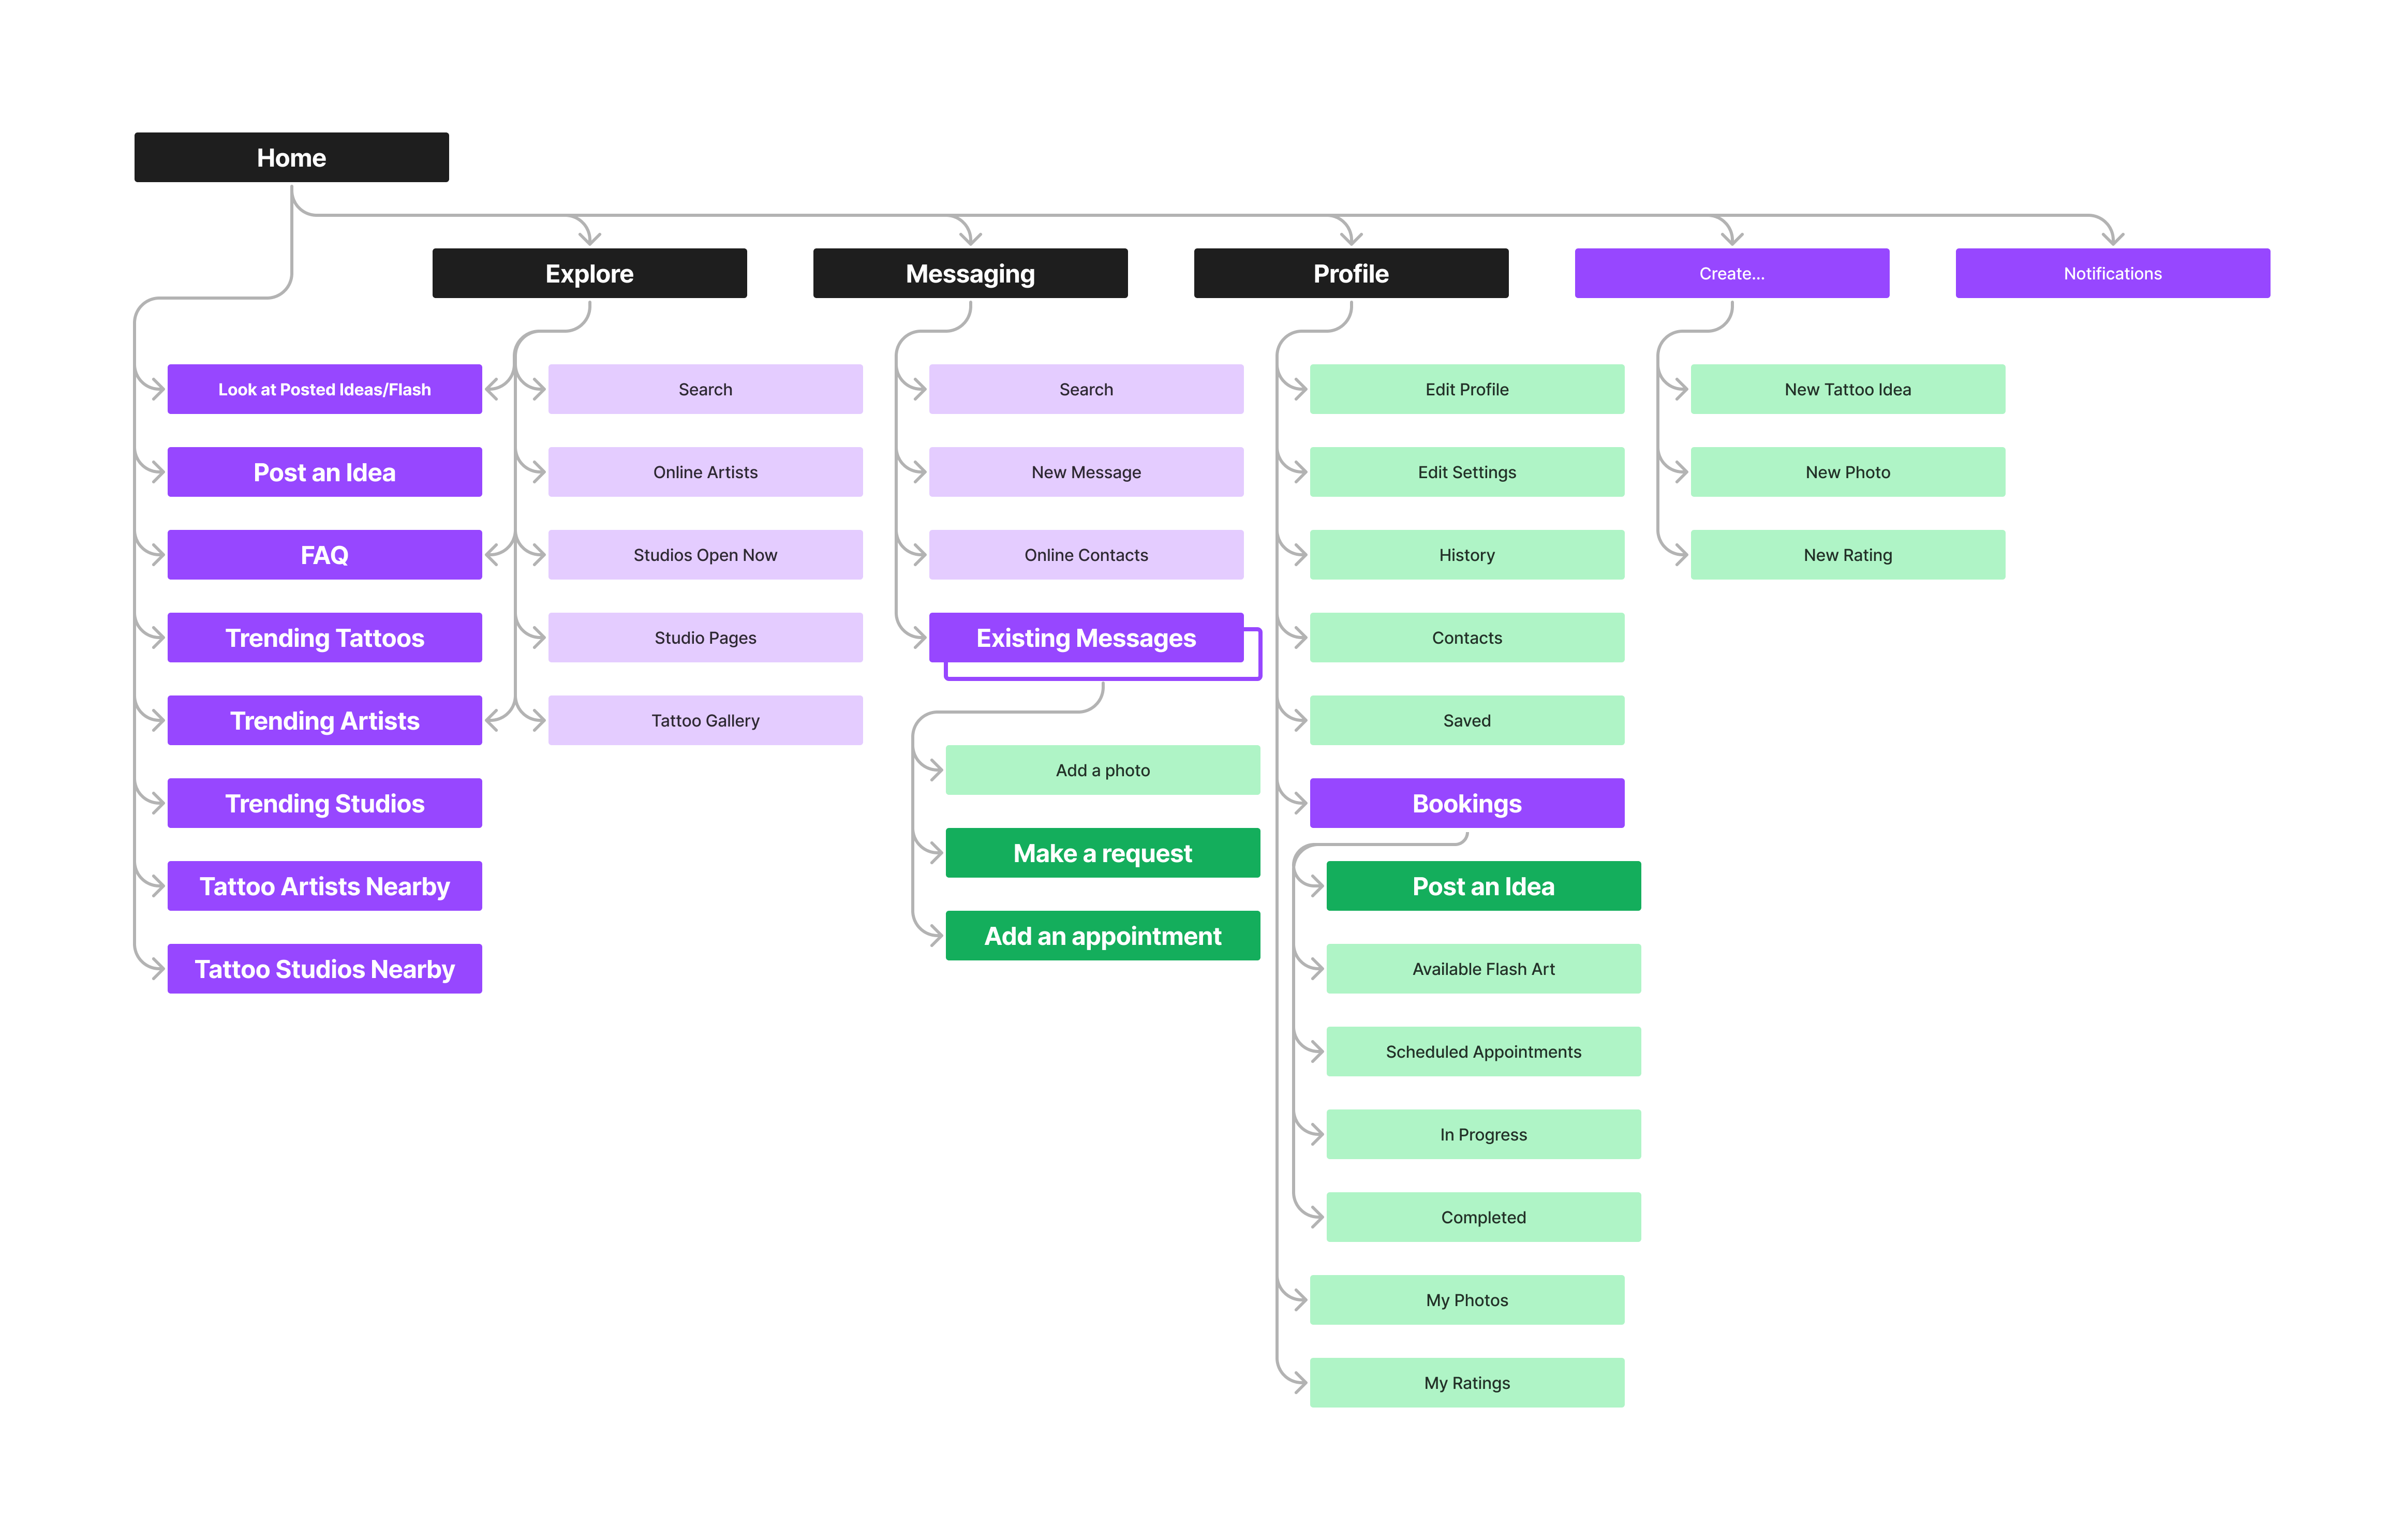 Home
Explore
Messaging
Profile
Create...
Notifications
Look at Posted Ideas/Flash
Post an Idea
FAQ
Trending Tattoos
Trending Artists
Trending Studios
Tattoo Artists Nearby
Tattoo Studios Nearby
Search
Online Artists
Studios Open Now
Studio Pages
Tattoo Gallery
Search
New Message
Online Contacts
Existing Messages
Add a photo
Make a request
Add an appointment
Edit Profile
Edit Settings
History
Contacts
Saved
Bookings
Post an Idea
Available Flash Art
Scheduled Appointments
In Progress
Completed
My Photos
My Ratings
New Tattoo Idea
New Photo
New Rating